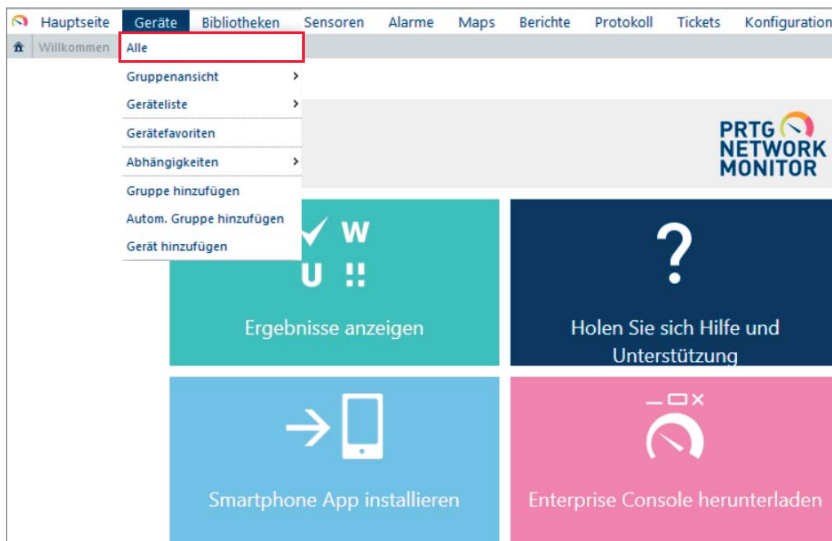 Hauptseite Geräte Bibliotheken Sensoren Alarme Maps Berichte Protokoll Tickets Konfiguration
Willkommen
Alle
Gruppenansicht
Geräteliste
Gerätefavoriten
Abhängigkeiten
Gruppe hinzufügen
Autom. Gruppe hinzufügen
Gerät hinzufügen
PRTG
NETWORK
MONITOR
W
U !!
Ergebnisse anzeigen
?
Holen Sie sich Hilfe und
Unterstützung
Smartphone App installieren
Enterprise Console herunterladen